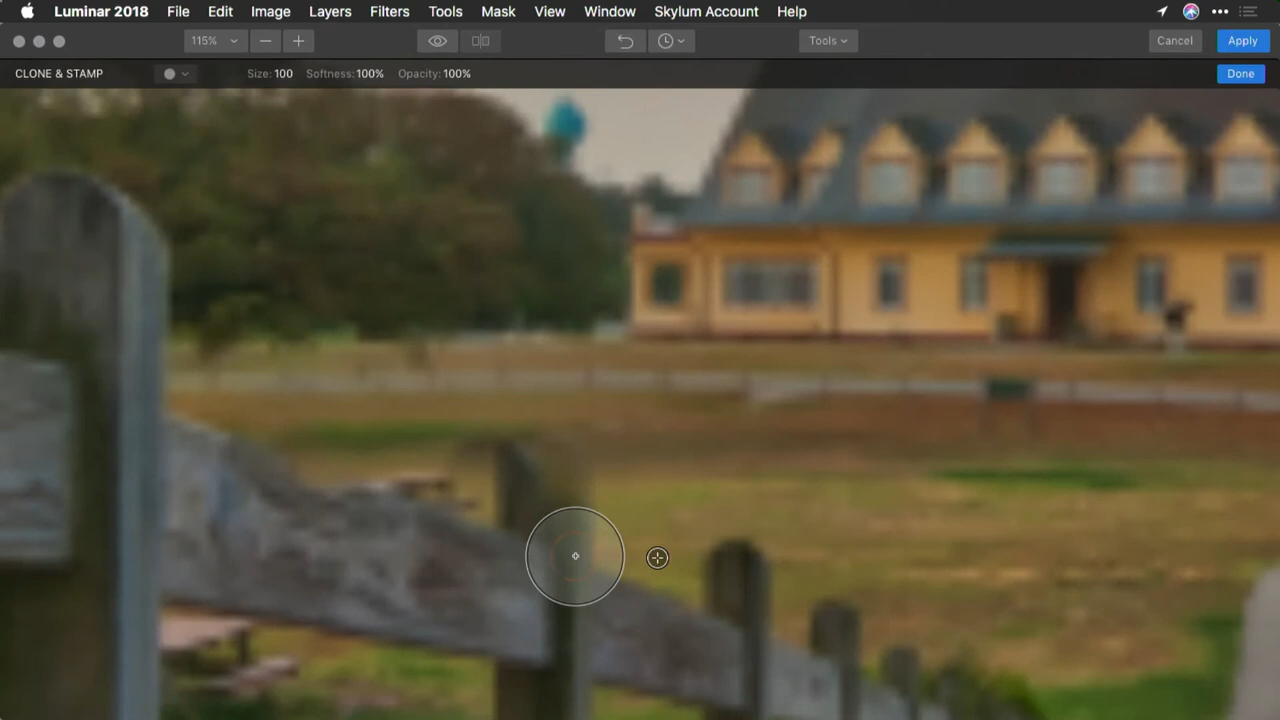 Luminar 2018 File Edit Image Layers Filters Tools Mask View Window Skylum Account Help
115% Tools Cancel Apply
CLONE & STAMP Size: 100 Softness: 100% Opacity: 100% Done